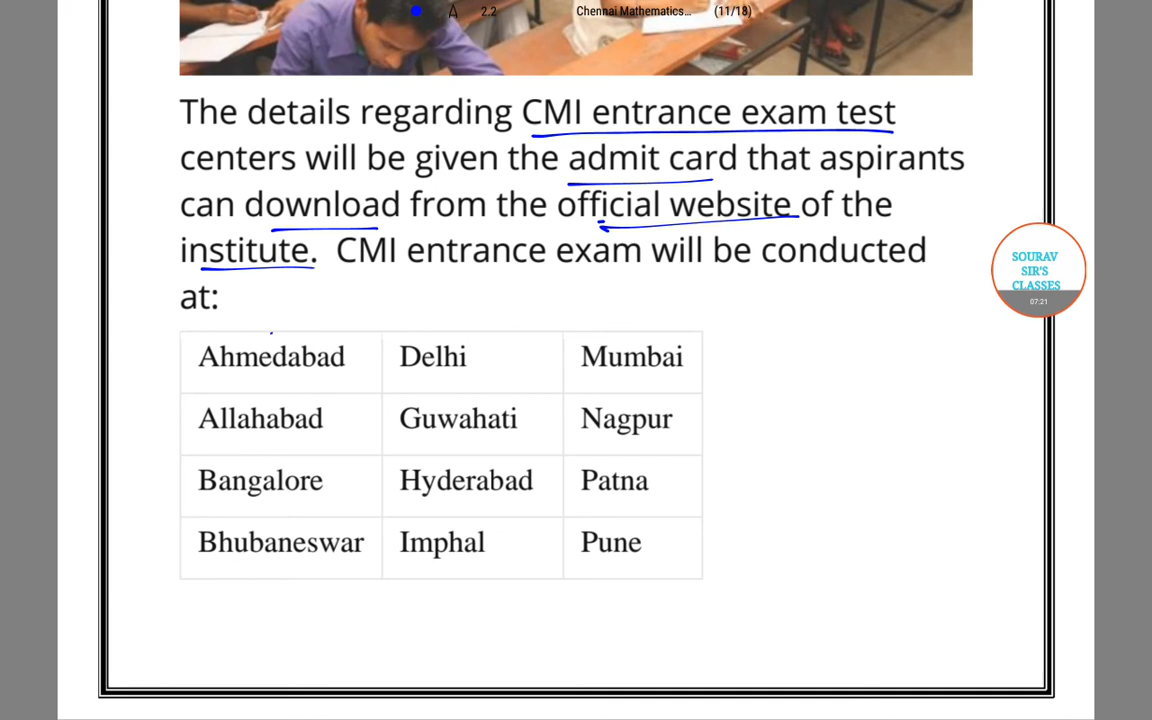 2.2 Chennai Mathematics... (11/18)
The details regarding CMI entrance exam test
centers will be given the admit card that aspirants
can download from the official website of the
institute. CMI entrance exam will be conducted
at:
Ahmedabad Delhi Mumbai
Allahabad Guwahati Nagpur
Bangalore Hyderabad Patna
Bhubaneswar Imphal Pune
SOURAV
SIR'S
CLASSES
07:21